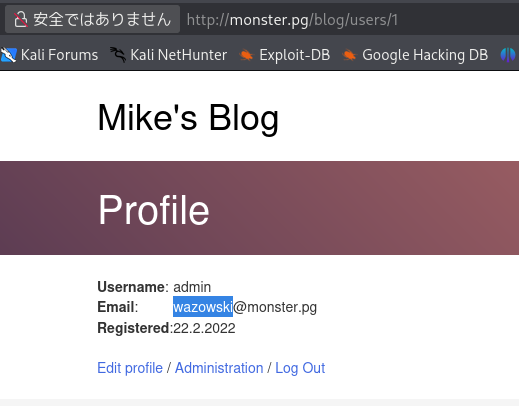 安全ではありません http://monster.pg/blog/users/1
Kali Forums Kali NetHunter Exploit-DB Google Hacking DB
Mike's Blog
Profile
Username: admin
Email: wazowski@monster.pg
Registered:22.2.2022
Edit profile / Administration / Log Out